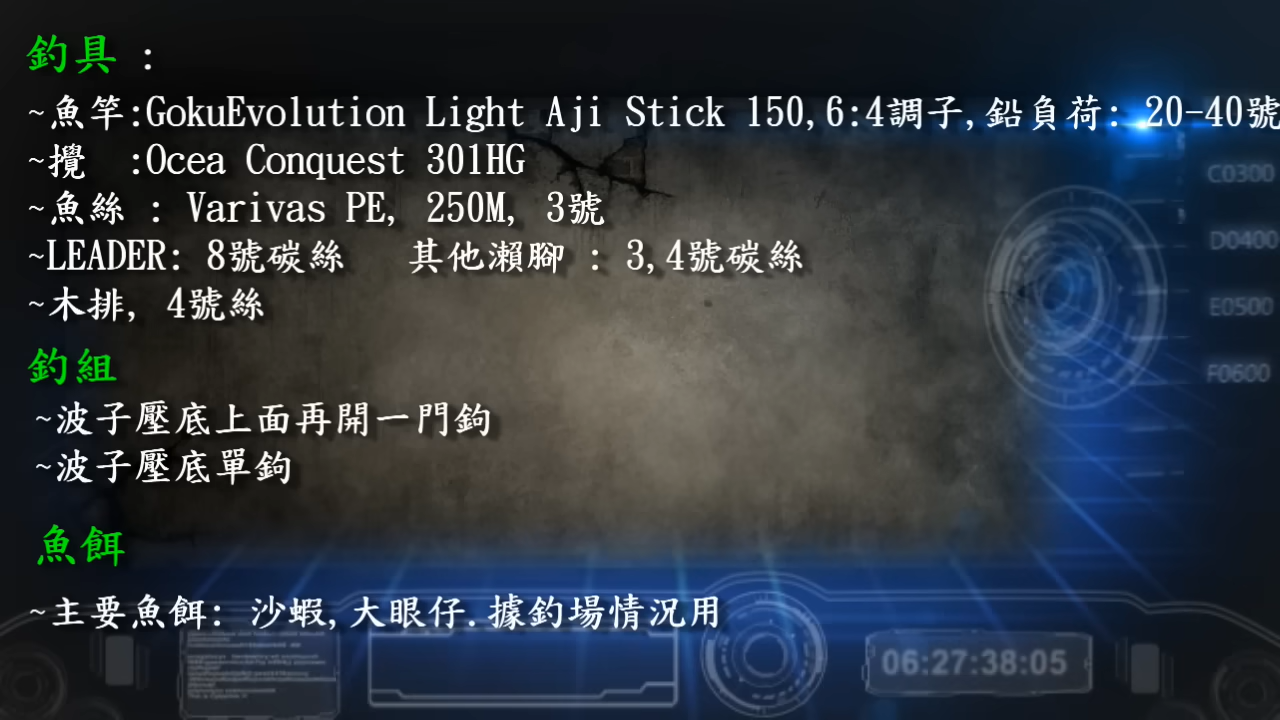 釣具 :
~魚竿:GokuEvolution Light Aji Stick 150,6:4調子,鉛負荷: 20-40號
~攪 :Ocea Conquest 301HG
~魚絲 : Varivas PE, 250M, 3號
~LEADER: 8號碳絲 其他瀨腳 : 3,4號碳絲
~木排, 4號絲
釣組
~波子壓底上面再開一門鉤
~波子壓底單鉤
魚餌
~主要魚餌: 沙蝦,大眼仔.據釣場情況用
C0300
D0400
E0500
F0600
06:27:38:05